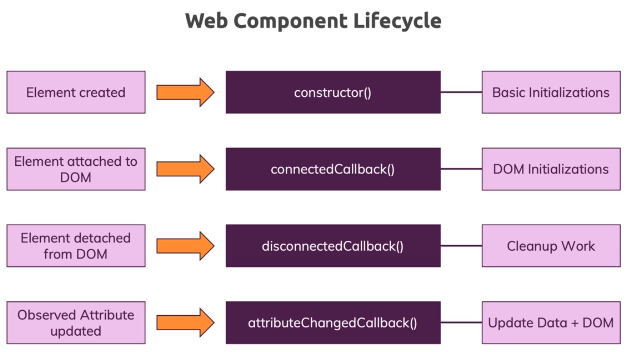 Web Component Lifecycle
Element created
constructor()
Basic Initializations
Element attached to
DOM
connectedCallback()
DOM Initializations
Element detached
from DOM
disconnectedCallback()
Cleanup Work
Observed Attribute
updated
attributeChangedCallback()
Update Data + DOM